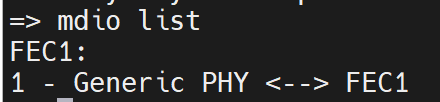 => mdio list
FEC1:
1 - Generic PHY <--> FEC1